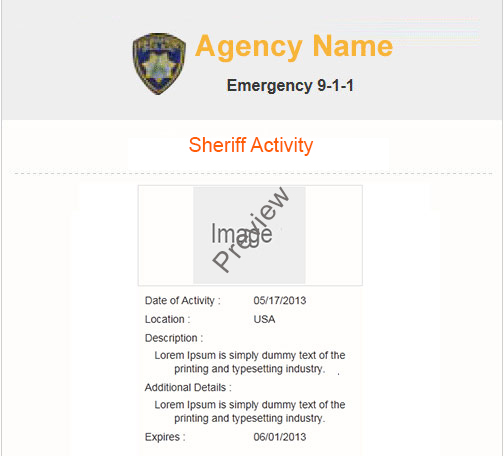 Agency Name
Emergency 9-1-1
Sheriff Activity
Image
Preview
Date of Activity : 05/17/2013
Location : USA
Description :
Lorem Ipsum is simply dummy text of the
printing and typesetting industry. .
Additional Details :
Lorem Ipsum is simply dummy text of the
printing and typesetting industry.
Expires : 06/01/2013